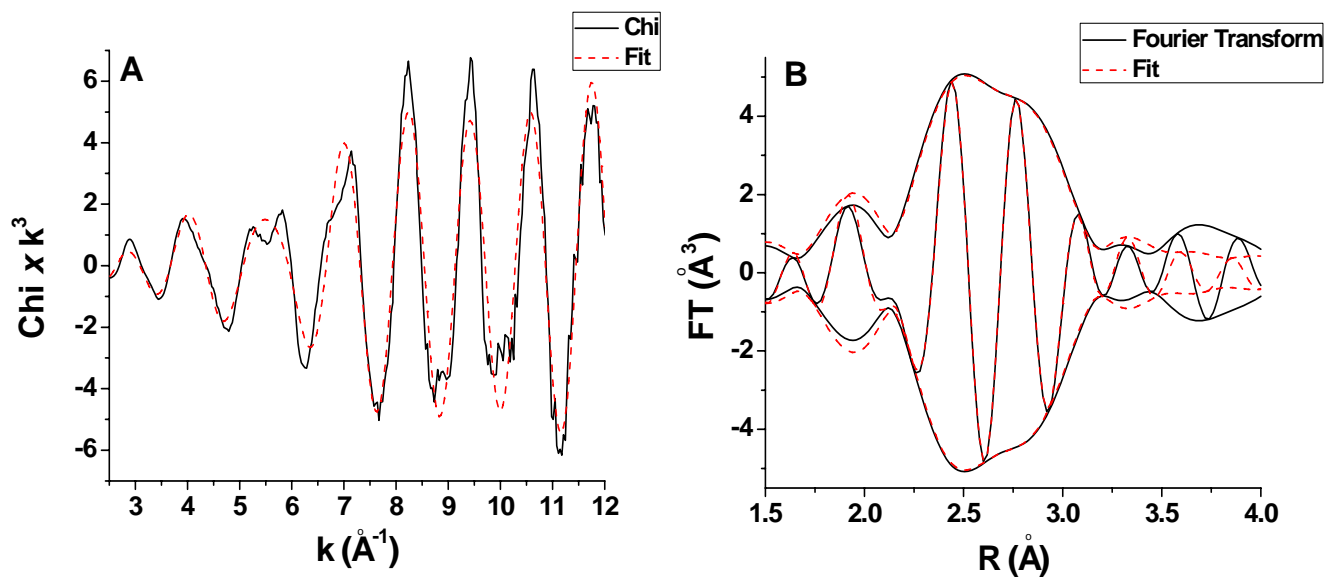 A
Chi
Fit
Chi x k³
6
4
2
0
-2
-4
-6
3 4 5 6 7 8 9 10 11 12
k (Å⁻¹)
B
Fourier Transform
Fit
FT (Å³)
4
2
0
-2
-4
1.5 2.0 2.5 3.0 3.5 4.0
R (Å)